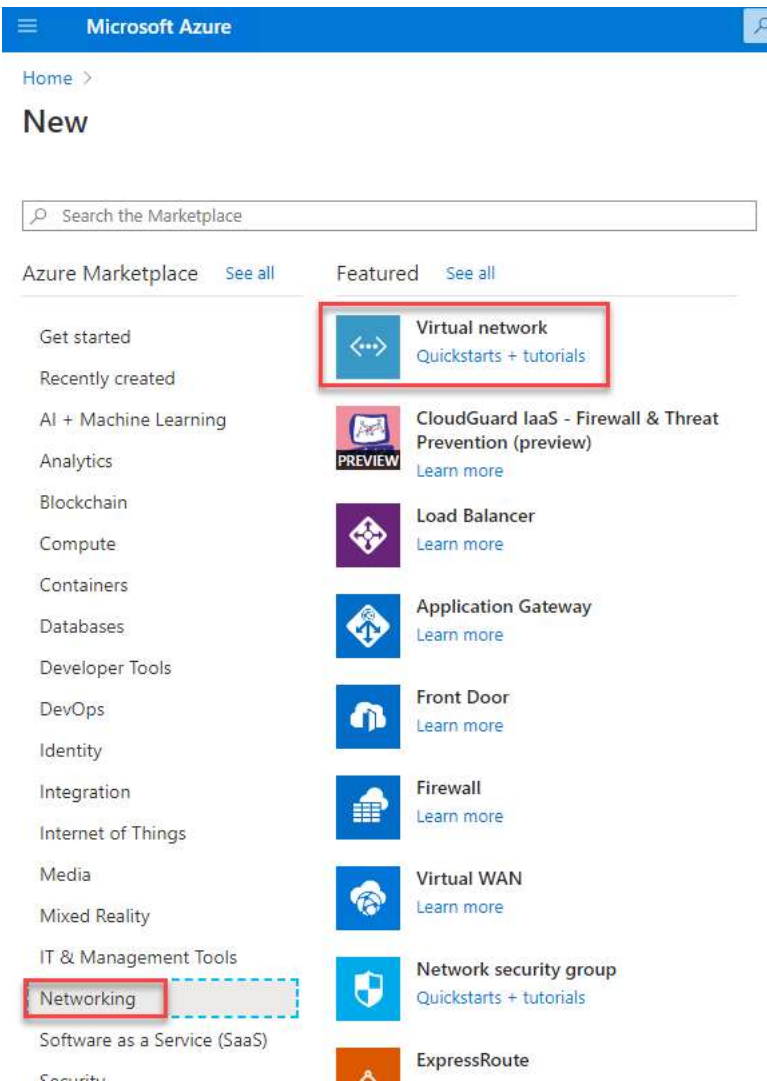 Microsoft Azure
Home >
New
Search the Marketplace
Azure Marketplace See all
Get started
Recently created
AI + Machine Learning
Analytics
Blockchain
Compute
Containers
Databases
Developer Tools
DevOps
Identity
Integration
Internet of Things
Media
Mixed Reality
IT & Management Tools
Networking
Software as a Service (SaaS)
Security
Featured See all
Virtual network
Quickstarts + tutorials
PREVIEW
CloudGuard IaaS - Firewall & Threat
Prevention (preview)
Learn more
Load Balancer
Learn more
Application Gateway
Learn more
Front Door
Learn more
Firewall
Learn more
Virtual WAN
Learn more
Network security group
Quickstarts + tutorials
ExpressRoute